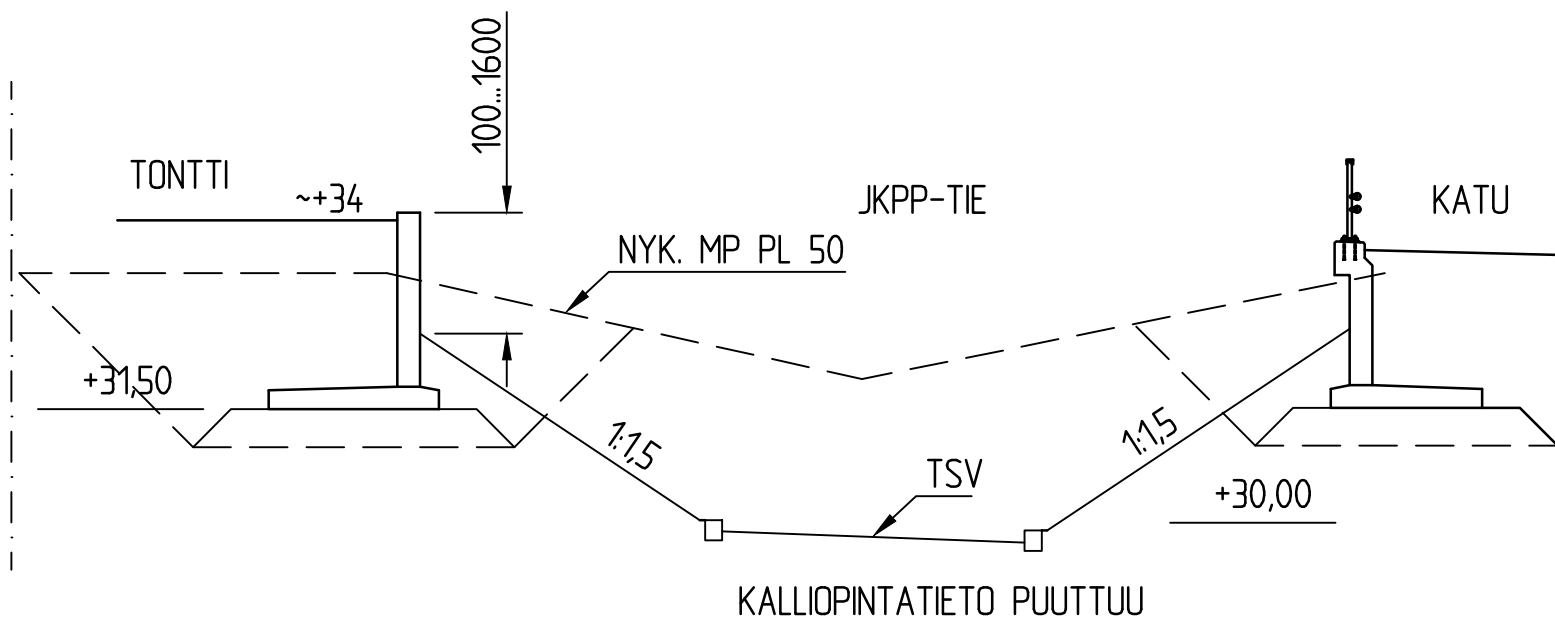 100...1600
TONTTI
~+34
JKPP-TIE
KATU
NYK. MP PL 50
+31,50
1:1,5
1:1,5
TSV
+30,00
KALLIOPINTATIETO PUUTTUU